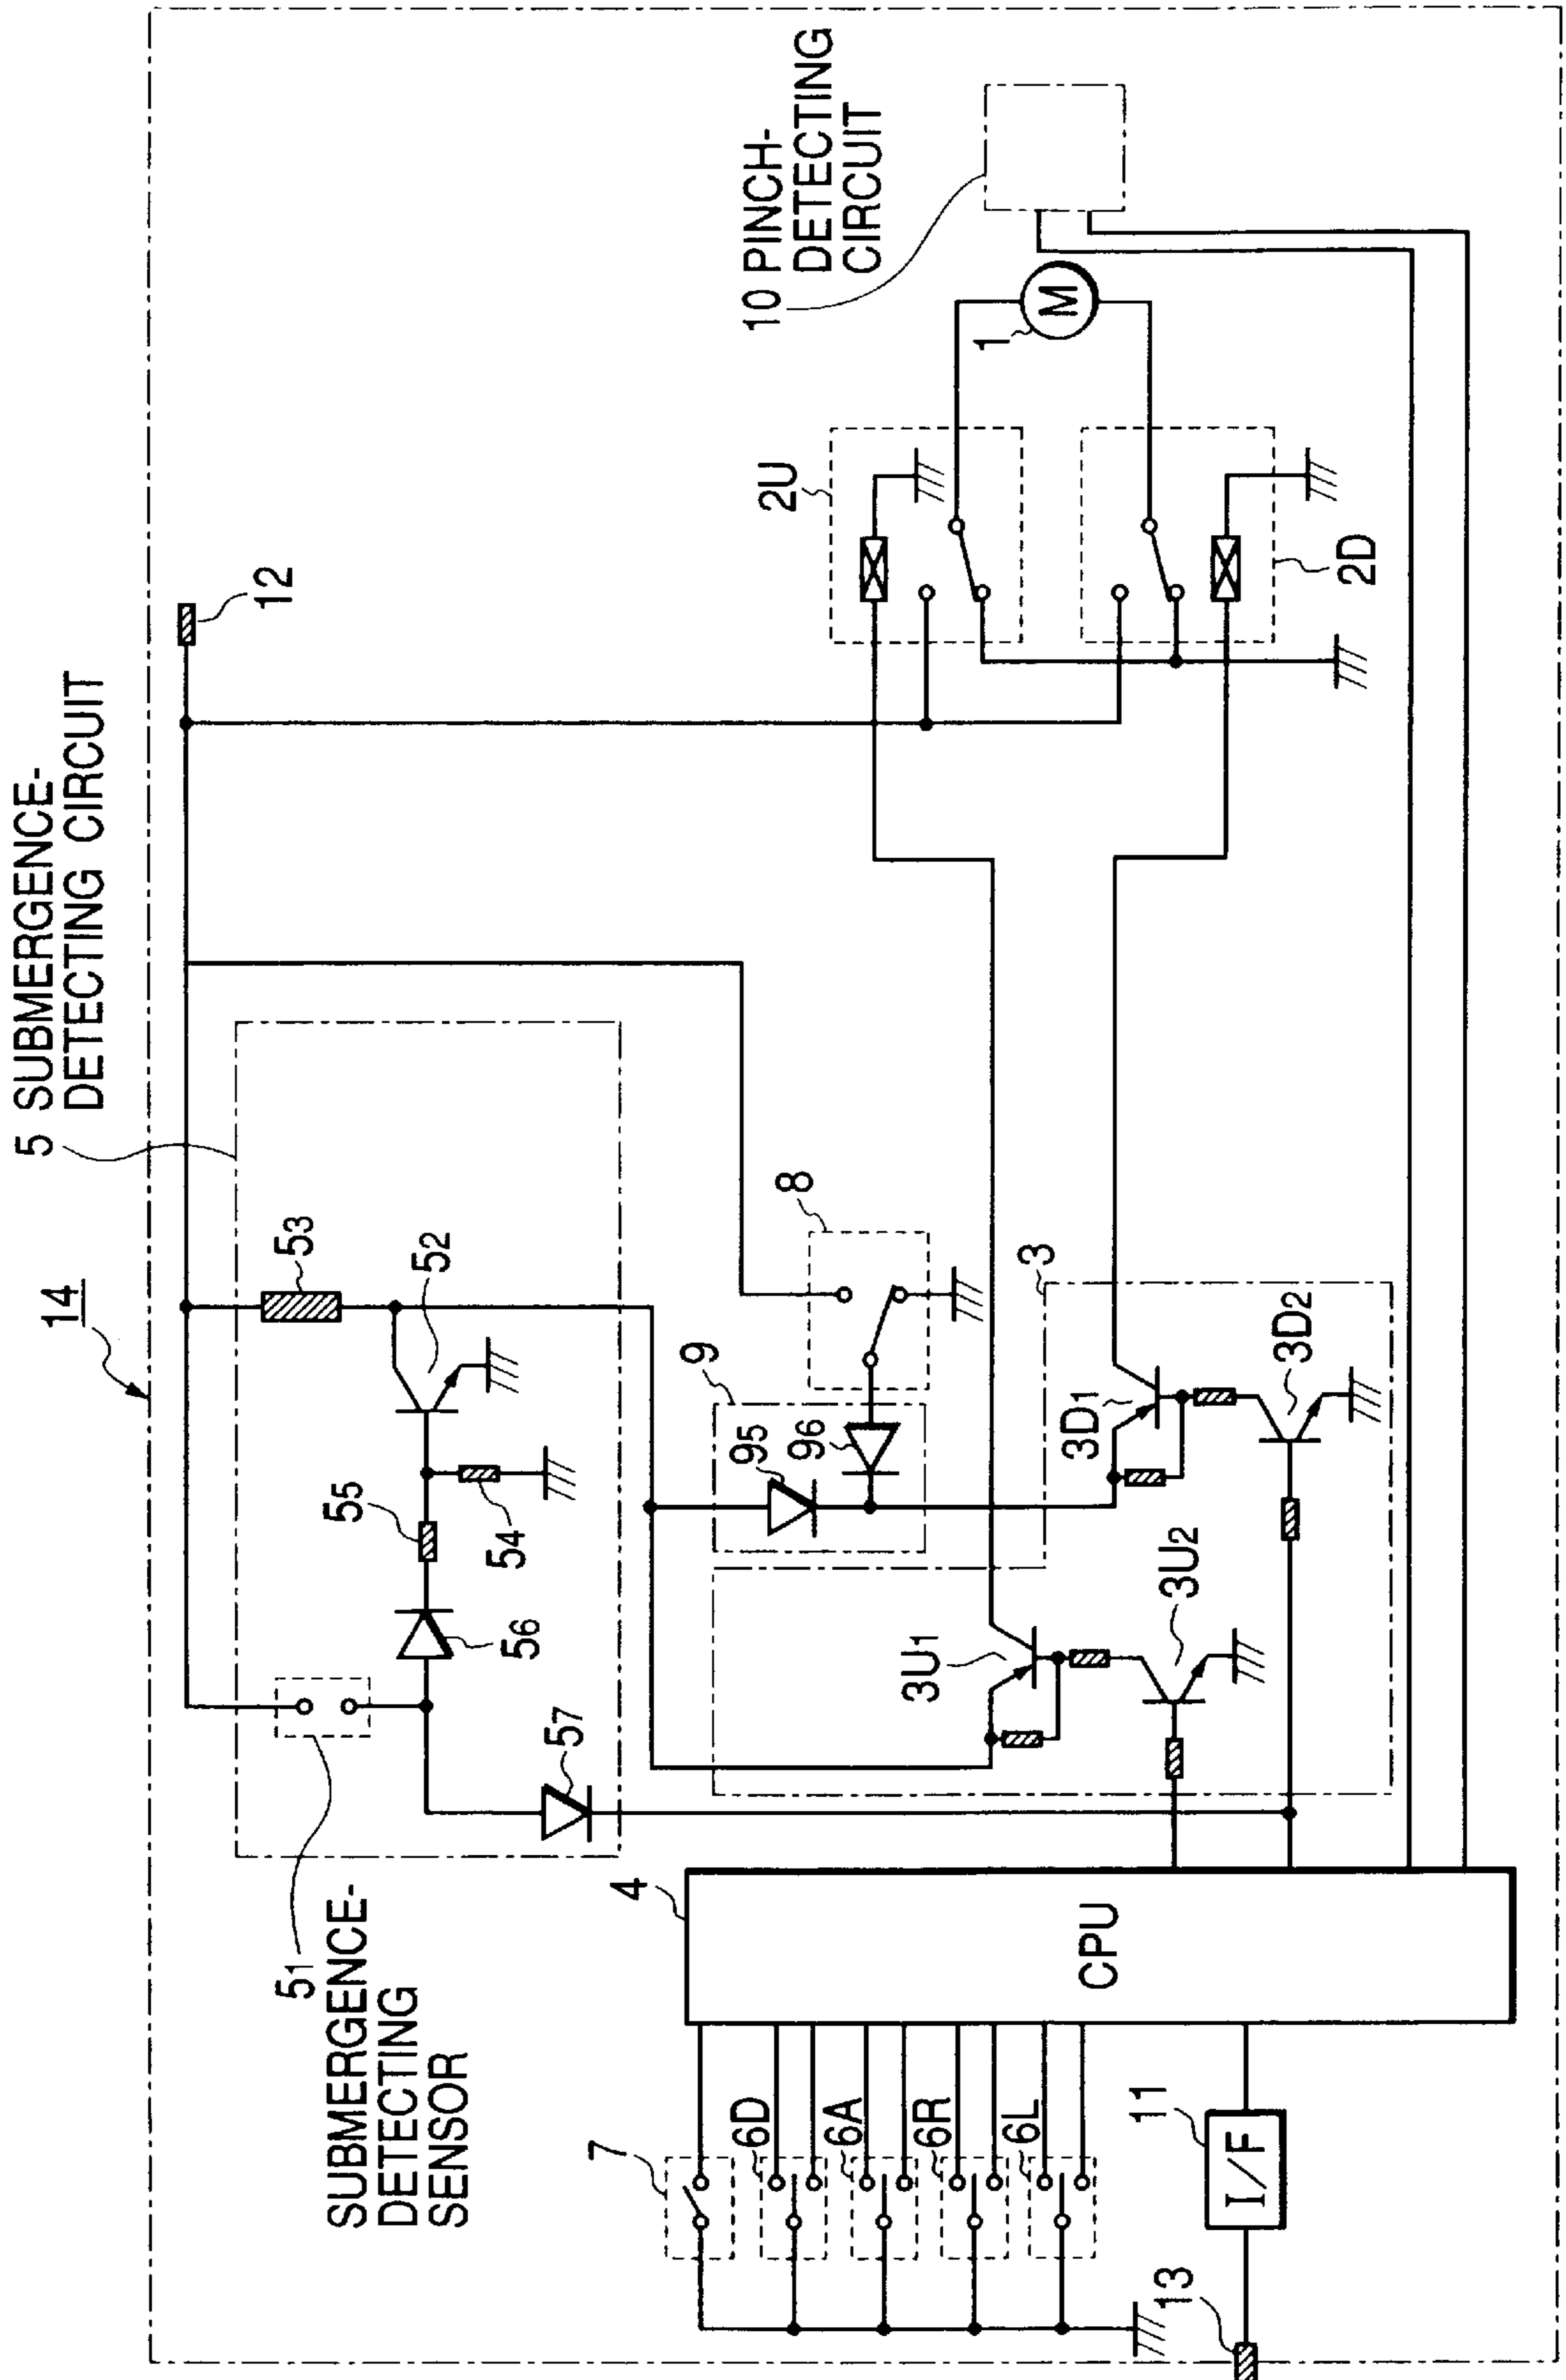 14
5 SUBMERGENCE-
DETECTING CIRCUIT
12
53
52
55
54
56
57
51
SUBMERGENCE-
DETECTING
SENSOR
10 PINCH-
DETECTING
CIRCUIT
1
M
2U
2D
8
9
95
96
3
3U1
3U2
3D1
3D2
4
CPU
7
6D
6A
6R
6L
11
I/F
13